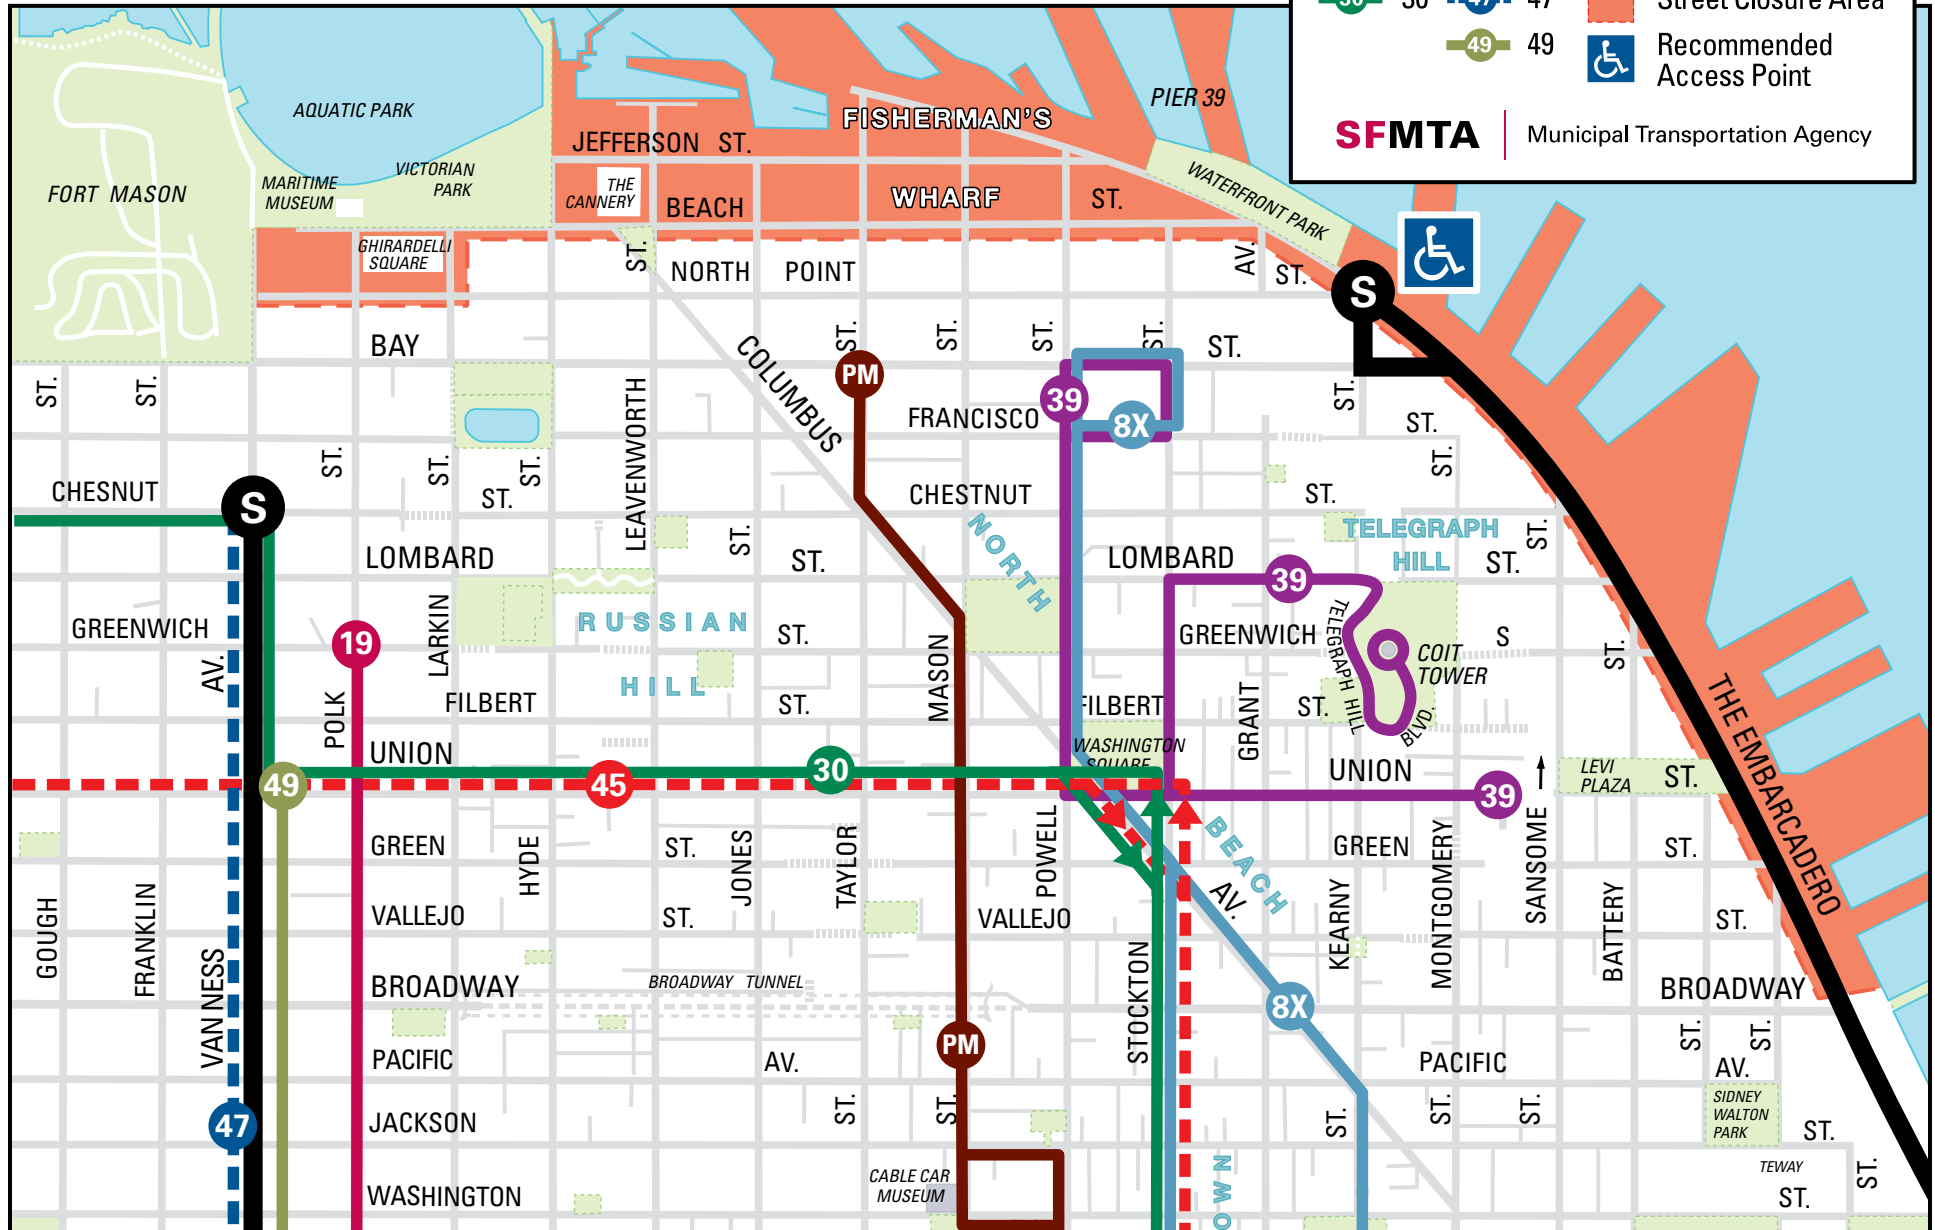 30 30 47 47 Street Closure Area
49 49 Recommended
Access Point
SFMTA Municipal Transportation Agency
PIER 39
AQUATIC PARK
FISHERMAN'S
JEFFERSON ST.
VICTORIAN
PARK
FORT MASON
MARITIME
MUSEUM
THE
CANNERY
BEACH
WHARF
ST.
WATERFRONT PARK
GHIRARDELLI
SQUARE
ST.
NORTH POINT
AV.
ST.
S
BAY
COLUMBUS
ST.
ST.
ST.
ST.
ST.
PM
ST.
ST.
39
8X
FRANCISCO
ST.
ST.
LEAVENWORTH
CHESNUT
ST.
ST.
ST.
ST.
ST.
CHESTNUT
ST.
S
NORTH
TELEGRAPH
HILL
ST.
LOMBARD
ST.
ST.
LOMBARD
ST.
39
GREENWICH
LARKIN
RUSSIAN
ST.
GREENWICH
TELEGRAPH HILL
BLVD.
COIT
TOWER
S
ST.
19
AV.
HILL
MASON
FILBERT
ST.
FILBERT
ST.
GRANT
POLK
UNION
WASHINGTON
SQUARE
THE EMBARCADERO
49
45
30
UNION
39
LEVI
PLAZA
ST.
GREEN
HYDE
ST.
JONES
TAYLOR
POWELL
BEACH
GREEN
MONTGOMERY
SANSOME
ST.
GOUGH
FRANKLIN
VAN NESS
VALLEJO
ST.
VALLEJO
AV.
KEARNY
BATTERY
ST.
BROADWAY
BROADWAY TUNNEL
STOCKTON
8X
BROADWAY
PM
PACIFIC
AV.
PACIFIC
ST.
ST.
AV.
47
JACKSON
ST.
ST.
ST.
ST.
ST.
SIDNEY
WALTON
PARK
ST.
WASHINGTON
CABLE CAR
MUSEUM
OWN
TEWAY
ST.
ST.